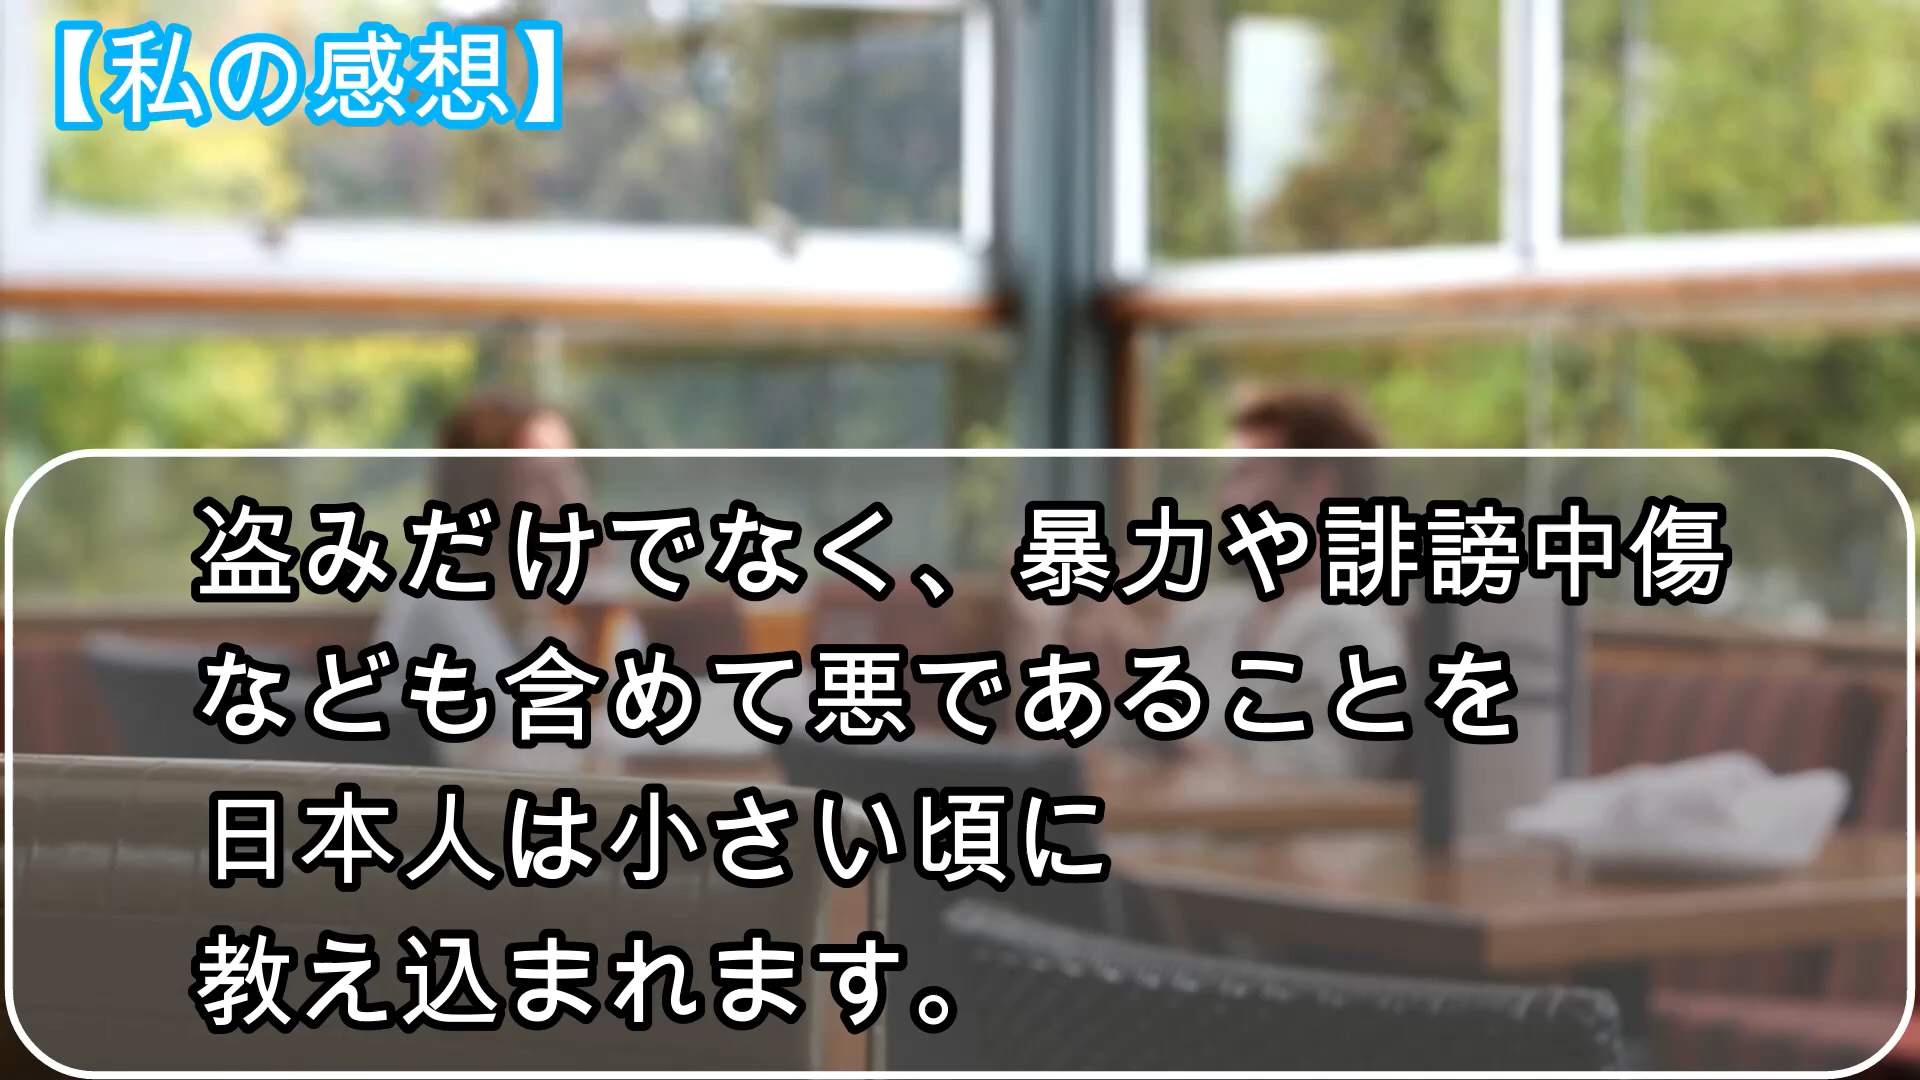 【私の感想】
盗みだけでなく、暴力や誹謗中傷
なども含めて悪であることを
日本人は小さい頃に
教え込まれます。